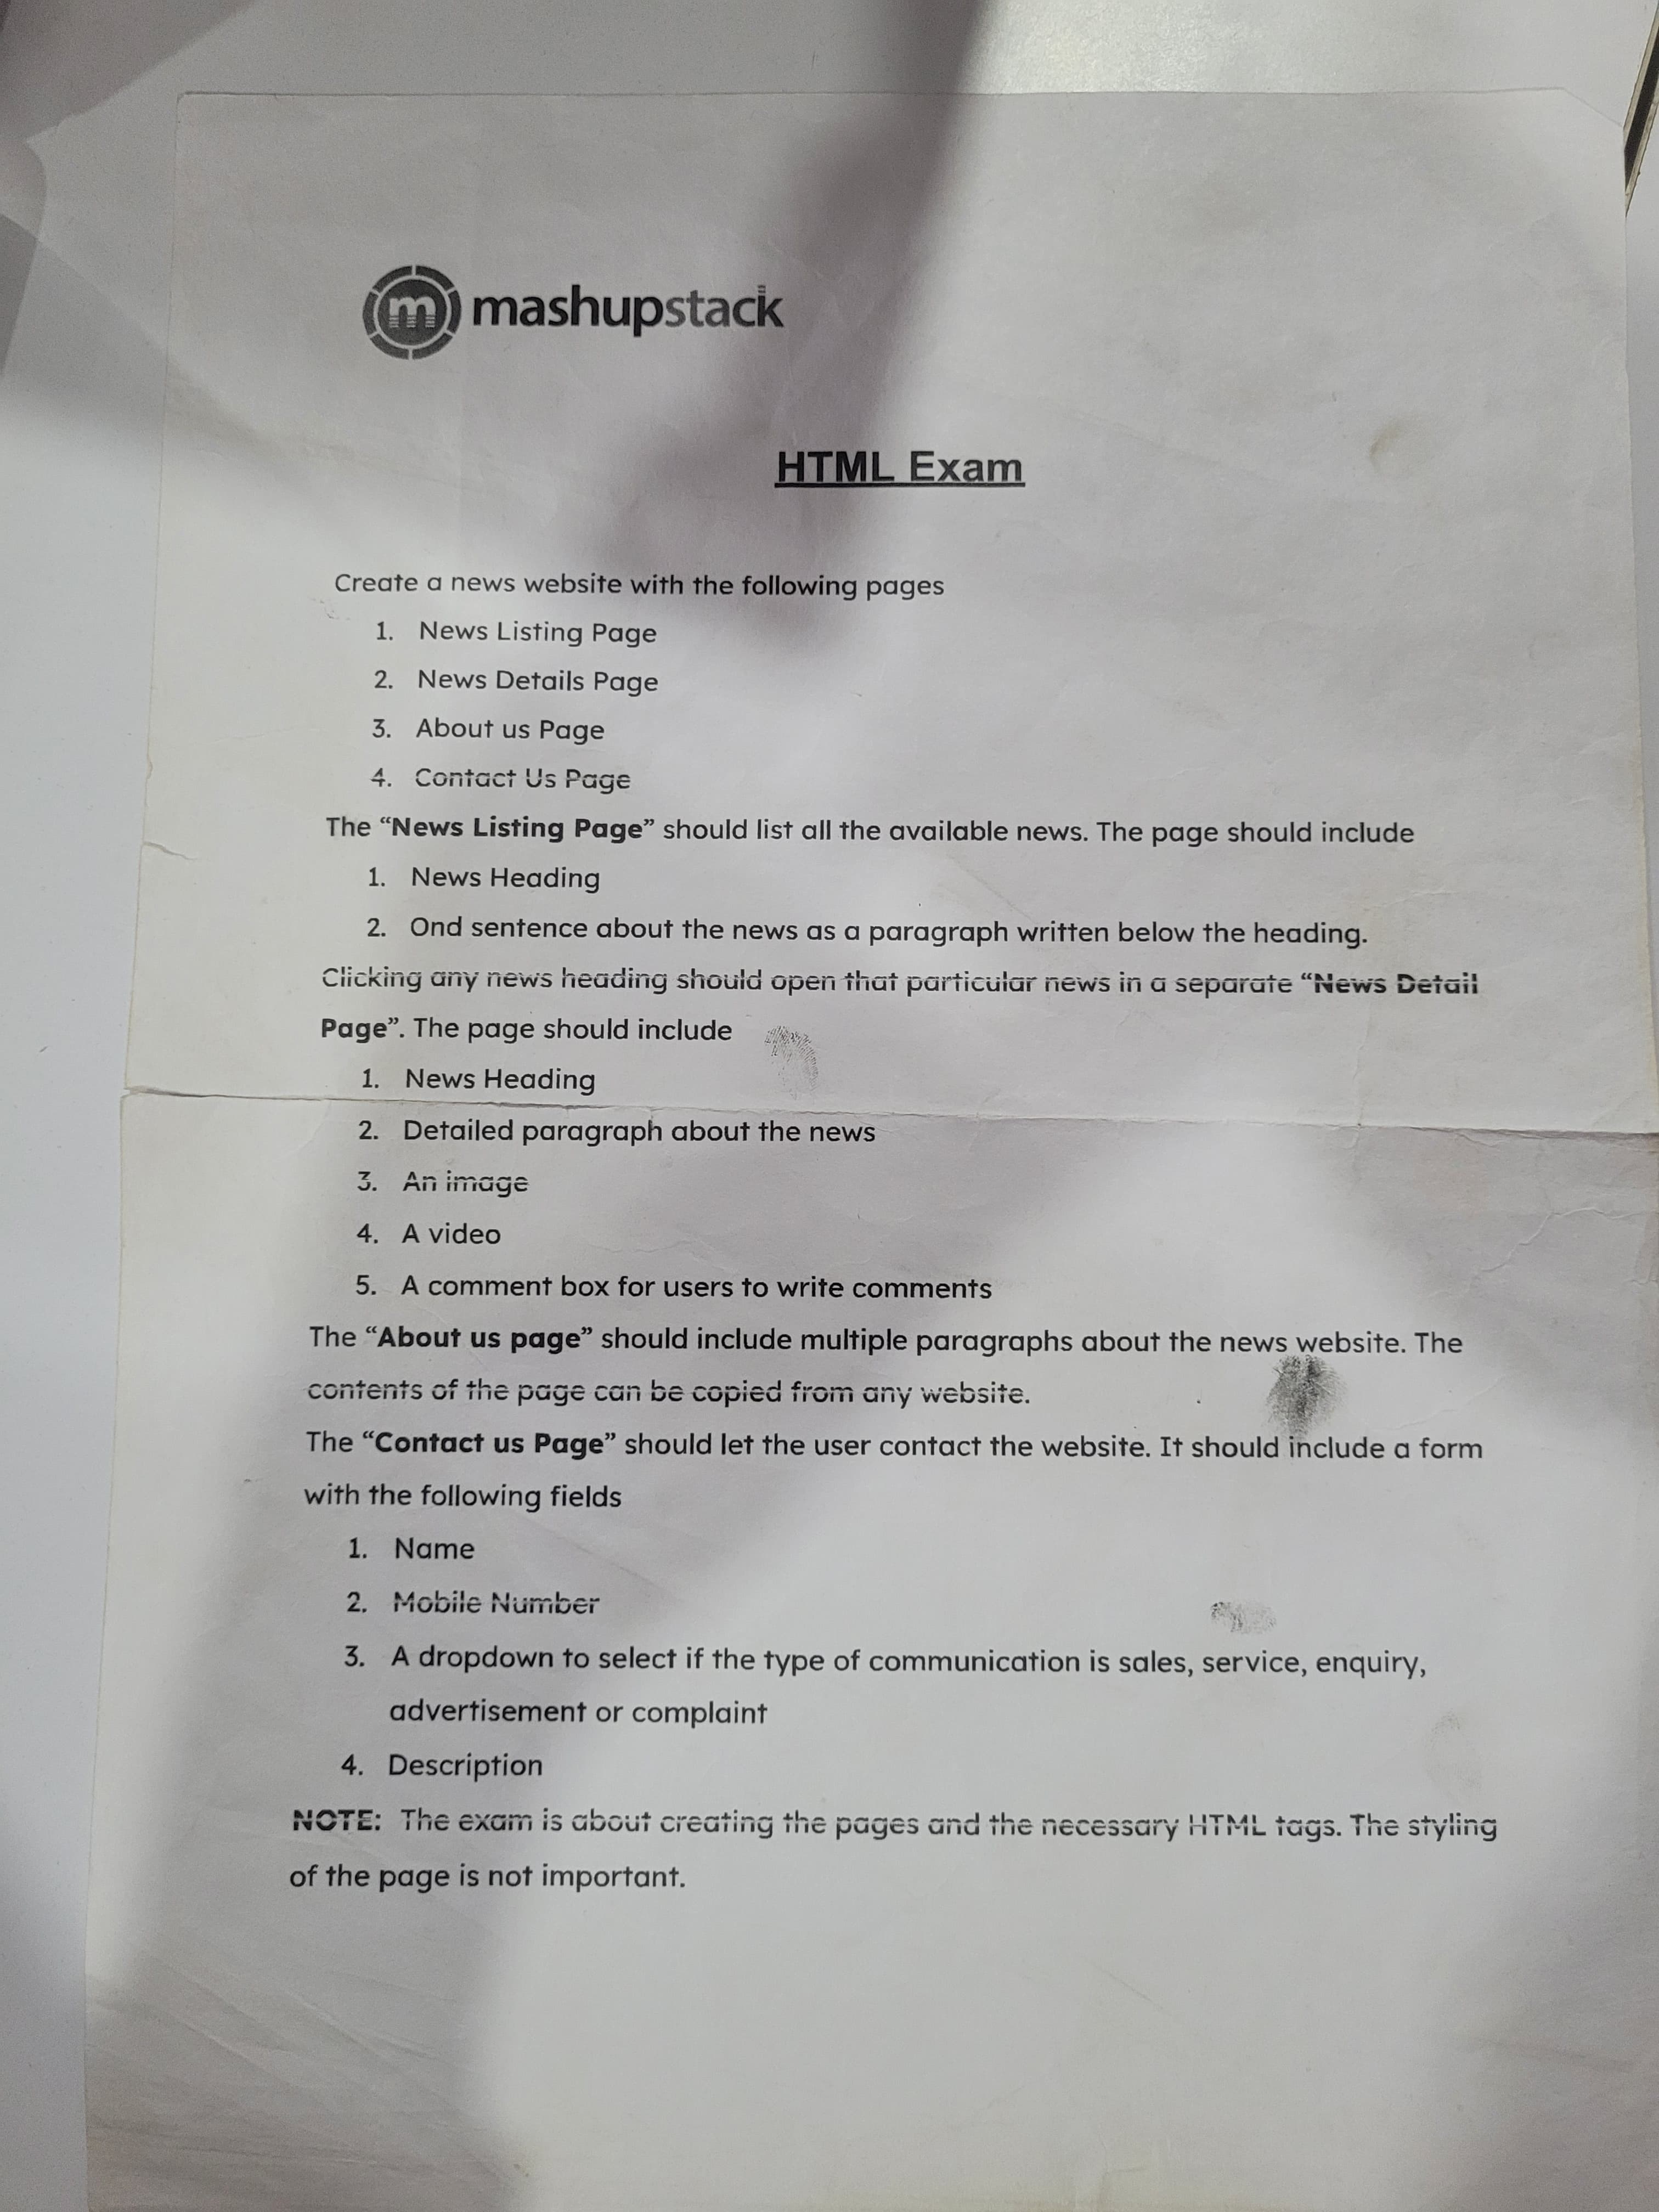 mashupstack
HTML Exam
Create a news website with the following pages
1. News Listing Page
2. News Details Page
3. About us Page
4. Contact Us Page
The “News Listing Page” should list all the available news. The page should include
1. News Heading
2. Ond sentence about the news as a paragraph written below the heading.
Clicking any news heading should open that particular news in a separate “News Detail
Page”. The page should include
1. News Heading
2. Detailed paragraph about the news
3. An image
4. A video
5. A comment box for users to write comments
The “About us page” should include multiple paragraphs about the news website. The
contents of the page can be copied from any website.
The “Contact us Page” should let the user contact the website. It should include a form
with the following fields
1. Name
2. Mobile Number
3. A dropdown to select if the type of communication is sales, service, enquiry,
advertisement or complaint
4. Description
NOTE: The exam is about creating the pages and the necessary HTML tags. The styling
of the page is not important.